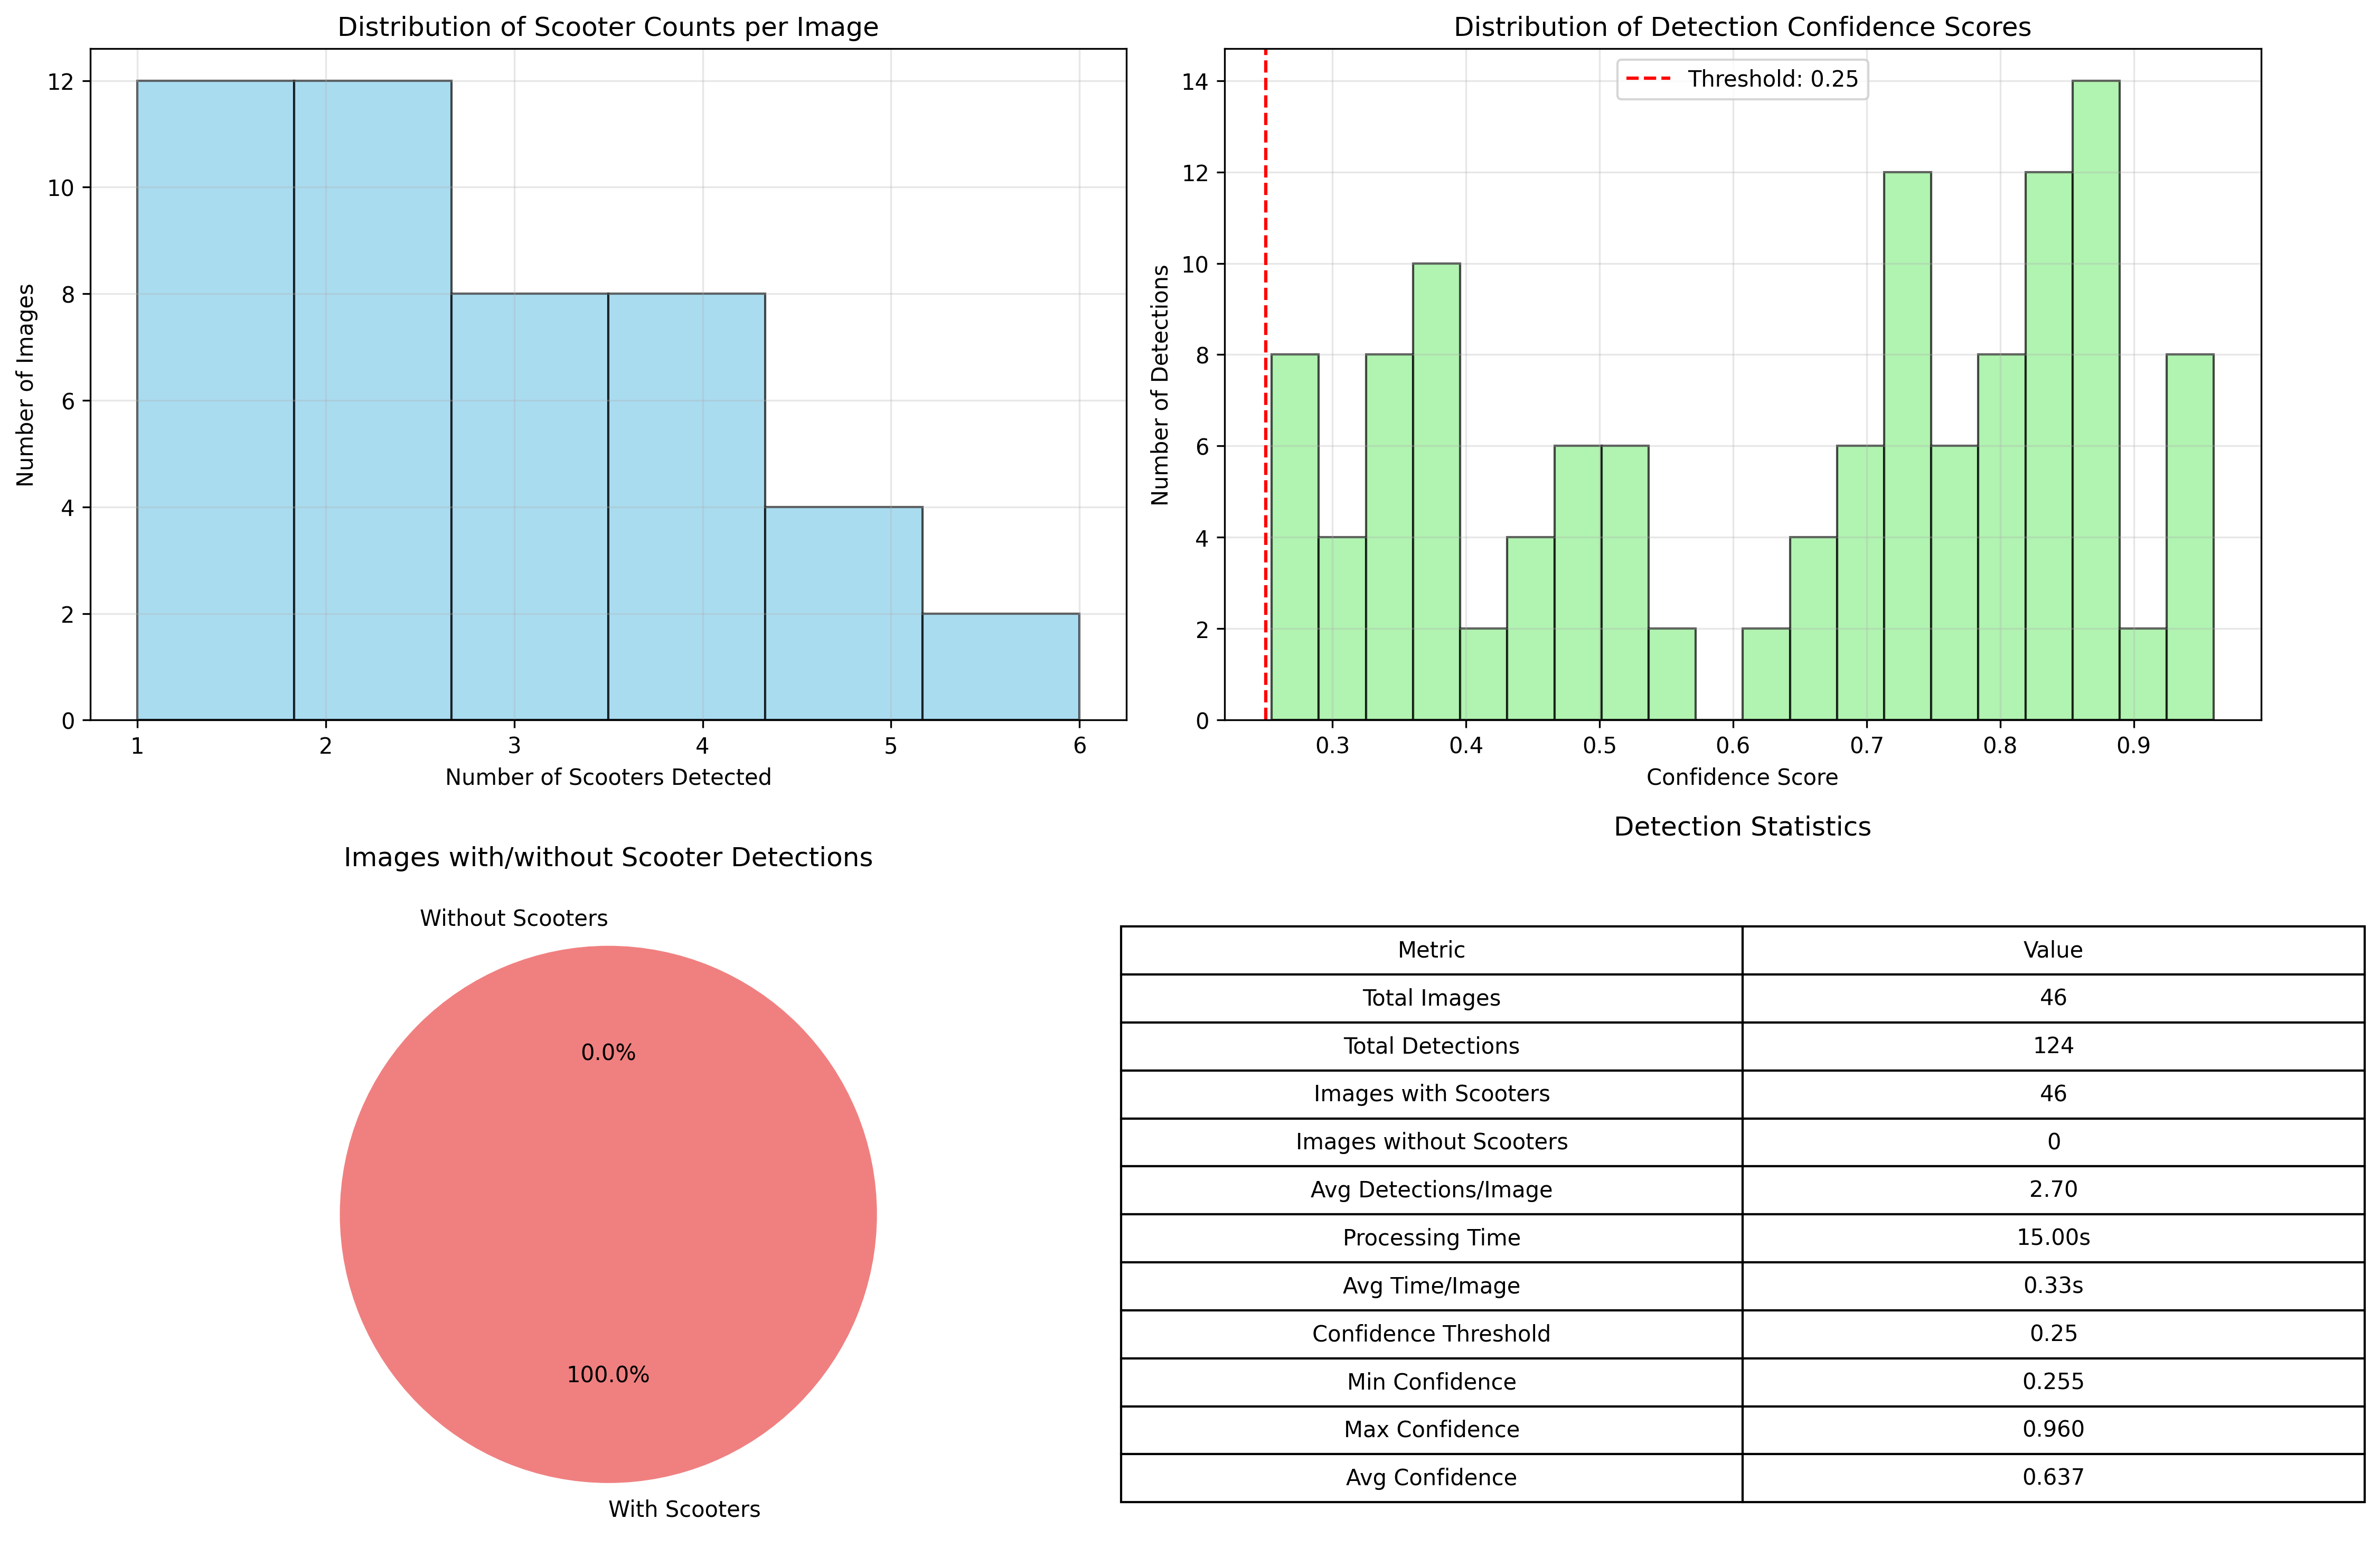 Distribution of Scooter Counts per Image
12
10
8
6
4
2
0
Number of Images
1 2 3 4 5 6
Number of Scooters Detected
Distribution of Detection Confidence Scores
Threshold: 0.25
14
12
10
8
6
4
2
0
Number of Detections
0.3 0.4 0.5 0.6 0.7 0.8 0.9
Confidence Score
Images with/without Scooter Detections
Without Scooters
0.0%
100.0%
With Scooters
Detection Statistics
Metric Value
Total Images 46
Total Detections 124
Images with Scooters 46
Images without Scooters 0
Avg Detections/Image 2.70
Processing Time 15.00s
Avg Time/Image 0.33s
Confidence Threshold 0.25
Min Confidence 0.255
Max Confidence 0.960
Avg Confidence 0.637